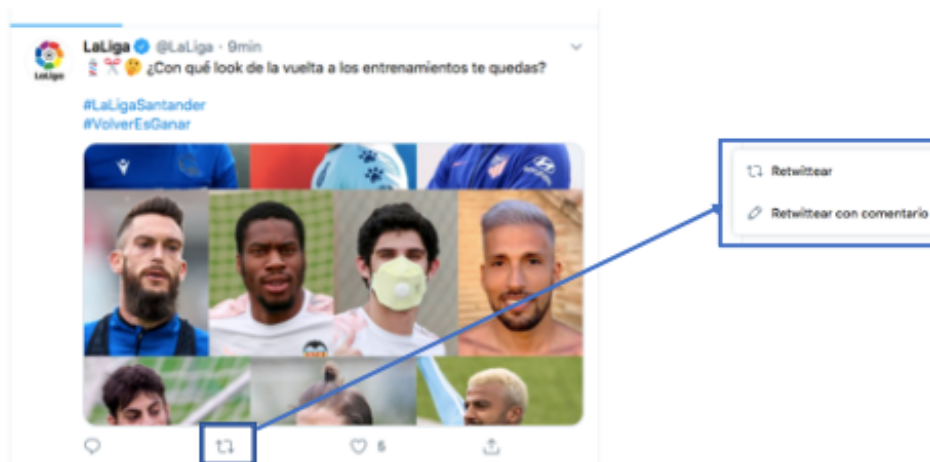 LaLiga @LaLiga · 9min
¿Con qué look de la vuelta a los entrenamientos te quedas?
LaLiga
#LaLigaSantander
#VolverEsGanar
Retwittear
Retwittear con comentario
5